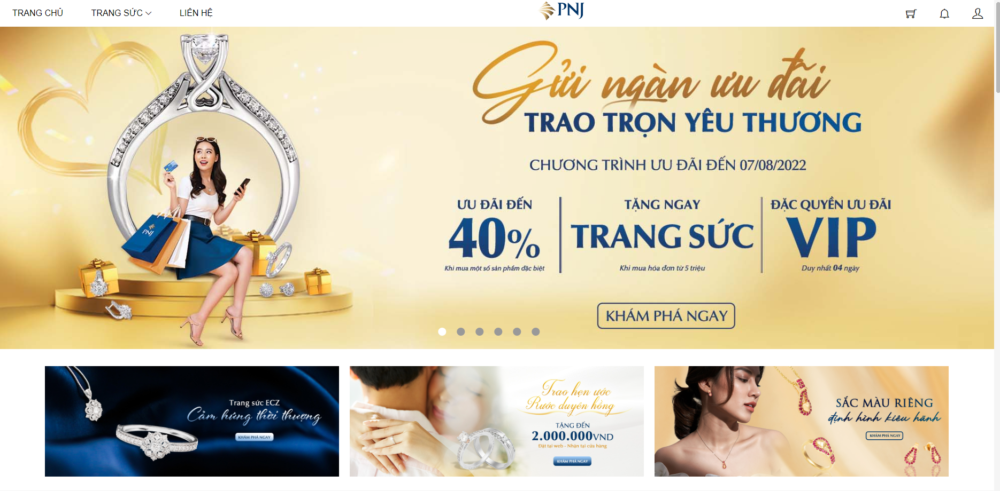 TRANG CHỦ
TRANG SỨC
LIÊN HỆ
PNJ
Gửi ngàn ưu đãi
TRAO TRỌN YÊU THƯƠNG
CHƯƠNG TRÌNH ƯU ĐÃI ĐẾN 07/08/2022
ƯU ĐÃI ĐẾN
40%
Khi mua một số sản phẩm đặc biệt
TẶNG NGAY
TRANG SỨC
Khi mua hóa đơn từ 5 triệu
ĐẶC QUYỀN ƯU ĐÃI
VIP
Duy nhất 04 ngày
KHÁM PHÁ NGAY
PNJ
Trang sức ECZ
Cảm hứng thời thượng
KHÁM PHÁ NGAY
Trao hẹn ước
Rước duyên hồng
TẶNG ĐẾN
2.000.000VND
Đặt tại web - Nhận tại cửa hàng
KHÁM PHÁ NGAY
SẮC MÀU RIÊNG
định hình kiêu hãnh
KHÁM PHÁ NGAY